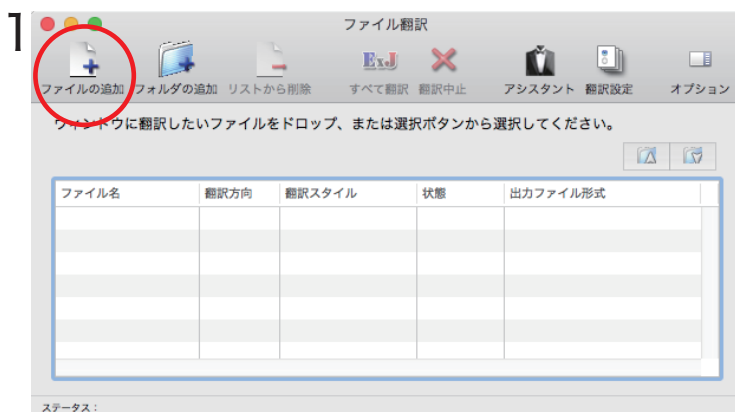 1
ファイル翻訳
ファイルの追加 フォルダの追加 リストから削除 すべて翻訳 翻訳中止 アシスタント 翻訳設定 オプション
ExJ
ウィンドウに翻訳したいファイルをドロップ、または選択ボタンから選択してください。
ファイル名 翻訳方向 翻訳スタイル 状態 出力ファイル形式
ステータス：